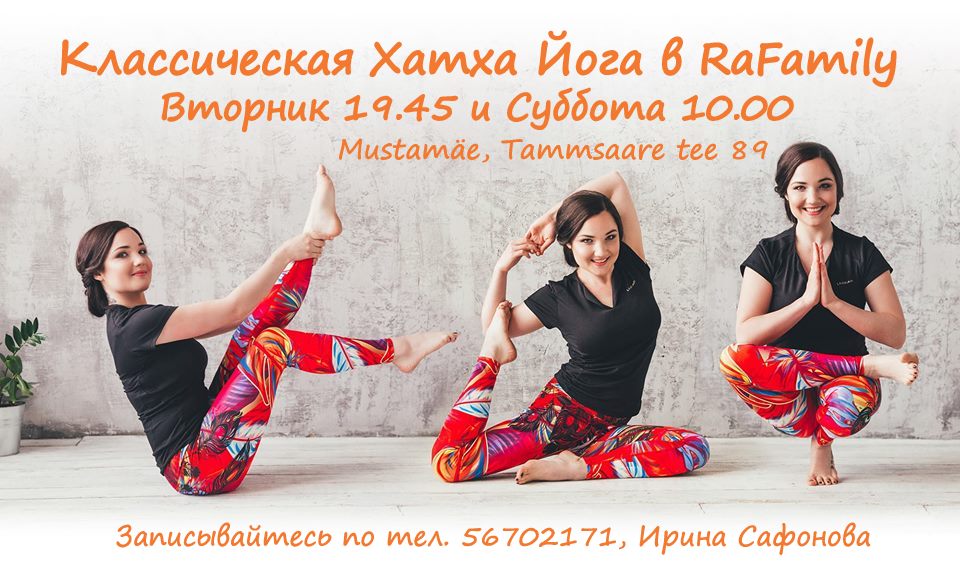 Классическая Хатха Йога в RaFamily
Вторник 19.45 и Суббота 10.00
Mustamäe, Tammsaare tee 89
Записывайтесь по тел. 56702171, Ирина Сафонова